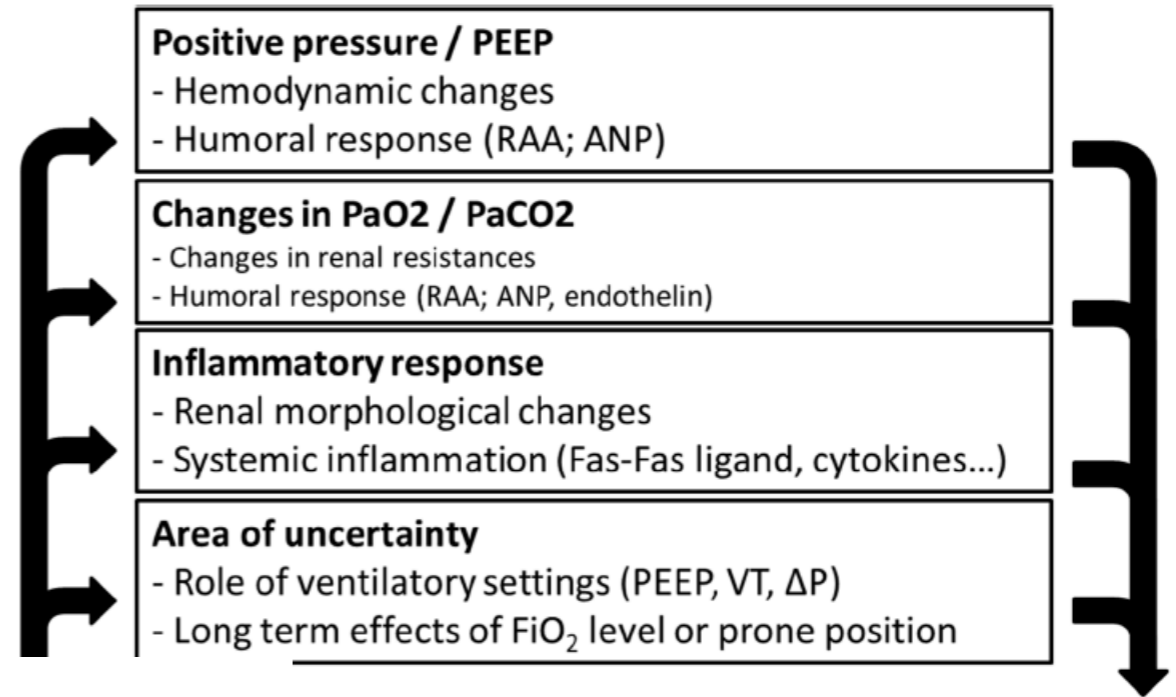 Positive pressure / PEEP
- Hemodynamic changes
- Humoral response (RAA; ANP)
Changes in PaO2 / PaCO2
- Changes in renal resistances
- Humoral response (RAA; ANP, endothelin)
Inflammatory response
- Renal morphological changes
- Systemic inflammation (Fas-Fas ligand, cytokines...)
Area of uncertainty
- Role of ventilatory settings (PEEP, VT, ΔP)
- Long term effects of FiO₂ level or prone position